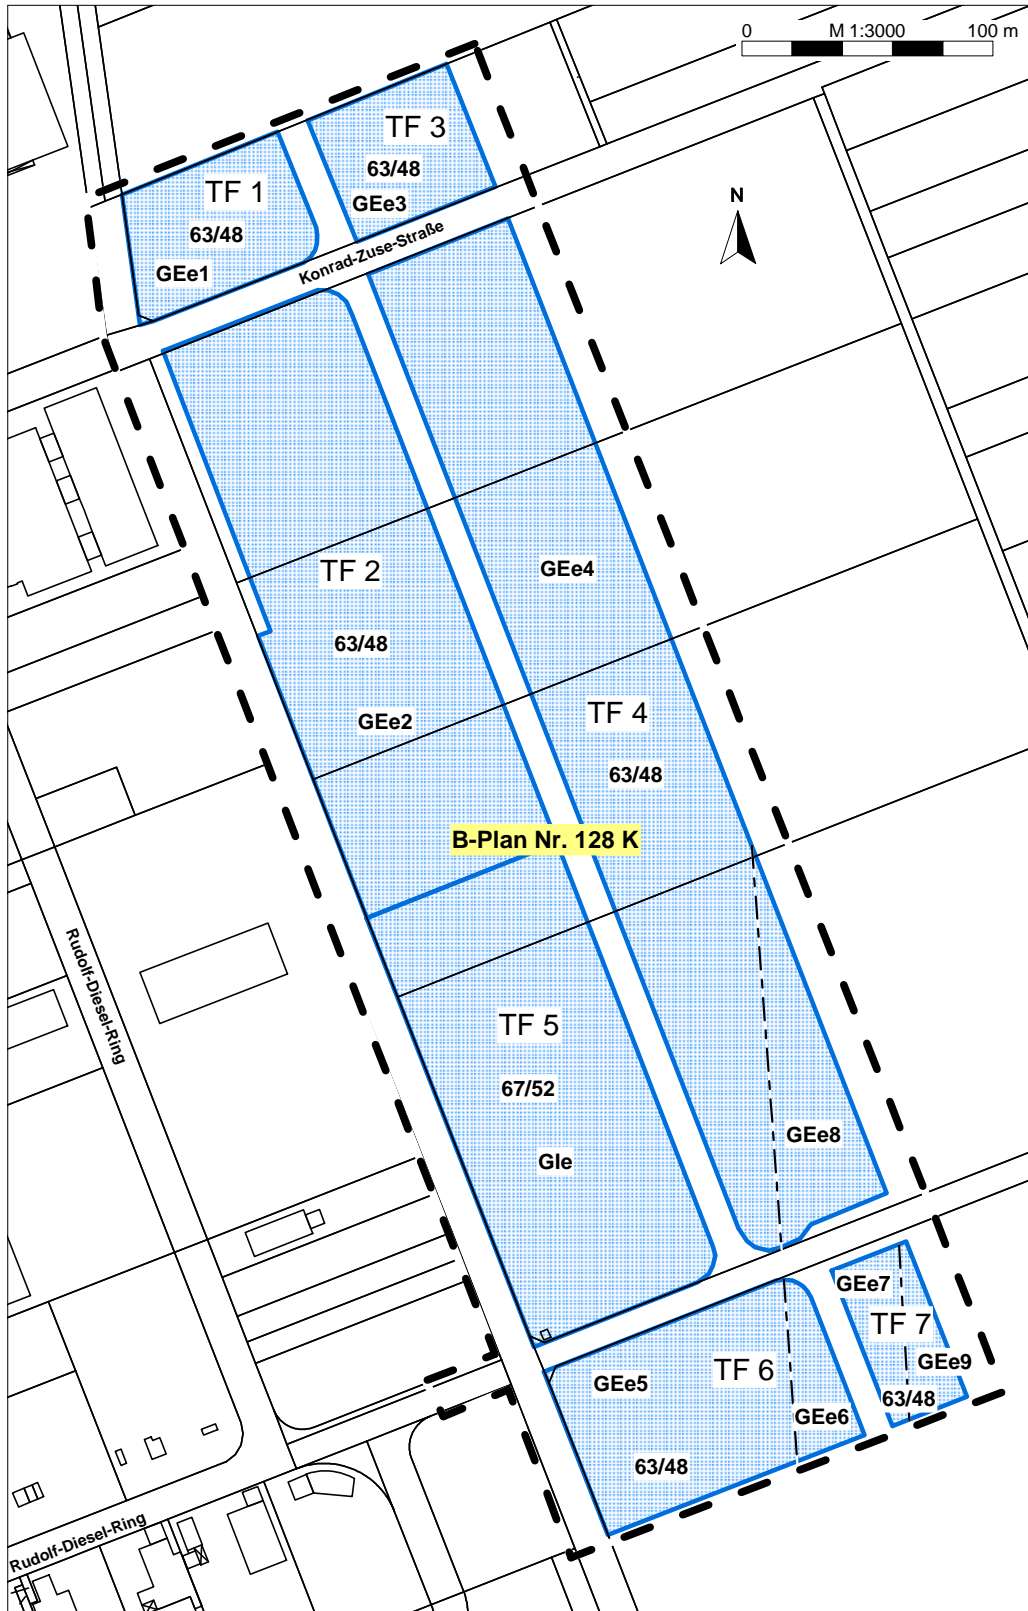 0 M 1:3000 100 m
TF 3
63/48
GEe3
TF 1
63/48
GEe1
N
Konrad-Zuse-Straße
GEe4
TF 2
63/48
GEe2
TF 4
63/48
B-Plan Nr. 128 K
Rudolf-Diesel-Ring
TF 5
67/52
GIe
GEe8
GEe7
TF 7
GEe9
63/48
TF 6
GEe5
GEe6
63/48
Rudolf-Diesel-Ring